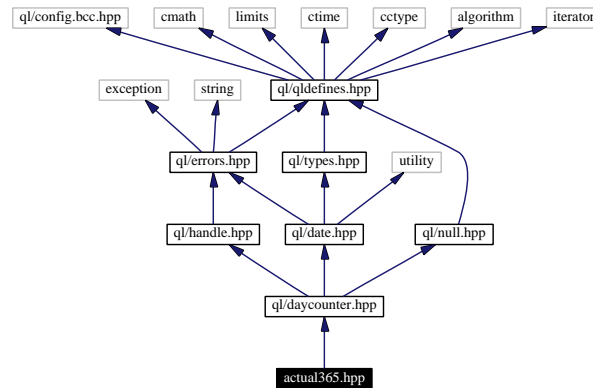 ql/config.bcc.hpp cmath limits ctime cctype algorithm iterator
exception string ql/qldefines.hpp
ql/errors.hpp ql/types.hpp utility
ql/handle.hpp ql/date.hpp ql/null.hpp
ql/daycounter.hpp
actual365.hpp